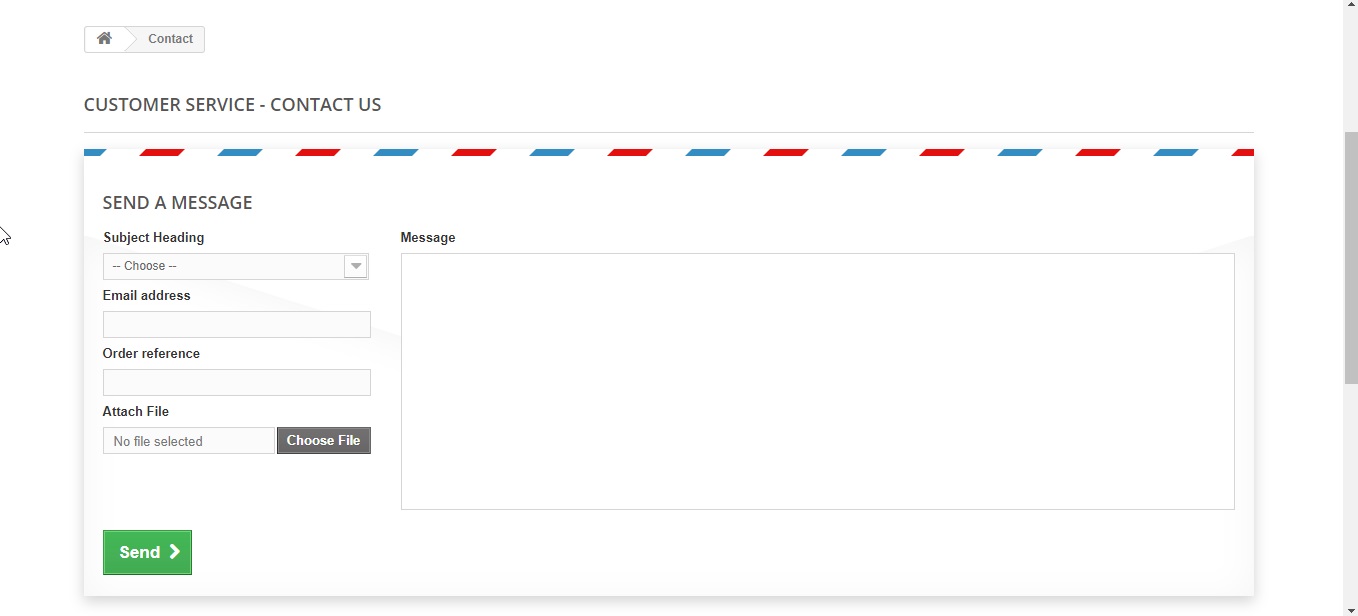 Contact
CUSTOMER SERVICE - CONTACT US
SEND A MESSAGE
Subject Heading
-- Choose --
Email address
Order reference
Attach File
No file selected
Choose File
Message
Send